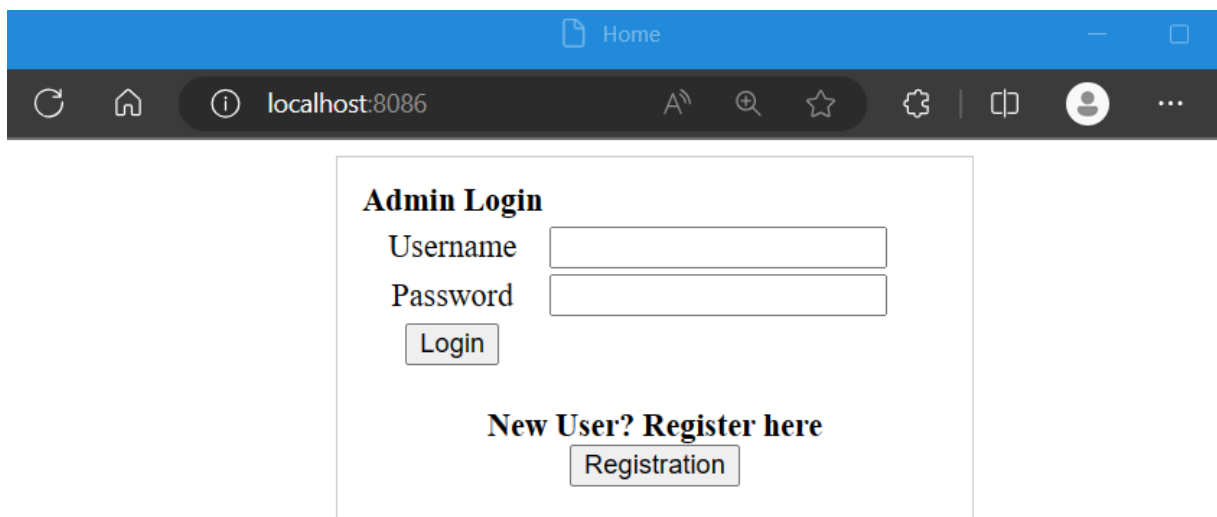 Home
localhost:8086
Admin Login
Username
Password
Login
New User? Register here
Registration